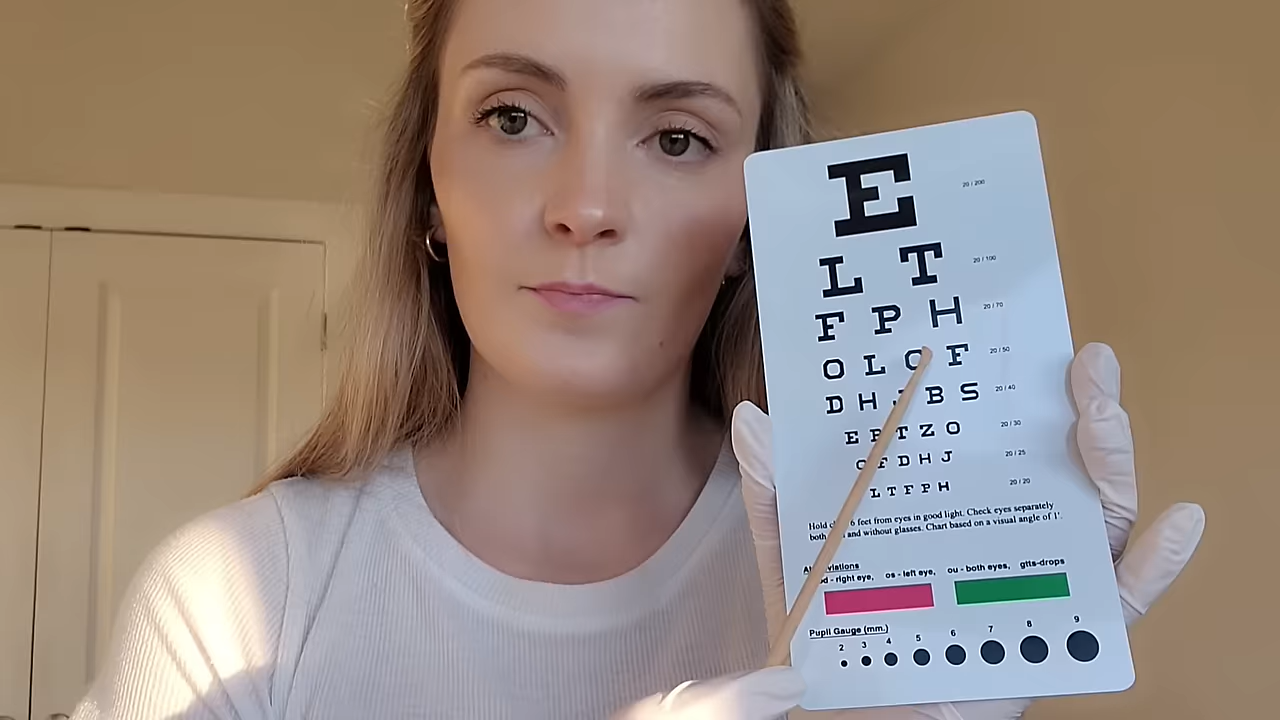 E 20 / 200
L T 20 / 100
F P H 20 / 70
O L F 20 / 50
D H B S 20 / 40
E T Z O 20 / 30
F D H J 20 / 25
L T F P H 20 / 20
Hold 6 feet from eyes in good light. Check eyes separately
and without glasses. Chart based on a visual angle of 1'.
- right eye, os - left eye, ou - both eyes, gtts-drops
Pupil Gauge (mm.)
2 3 4 5 6 7 8 9